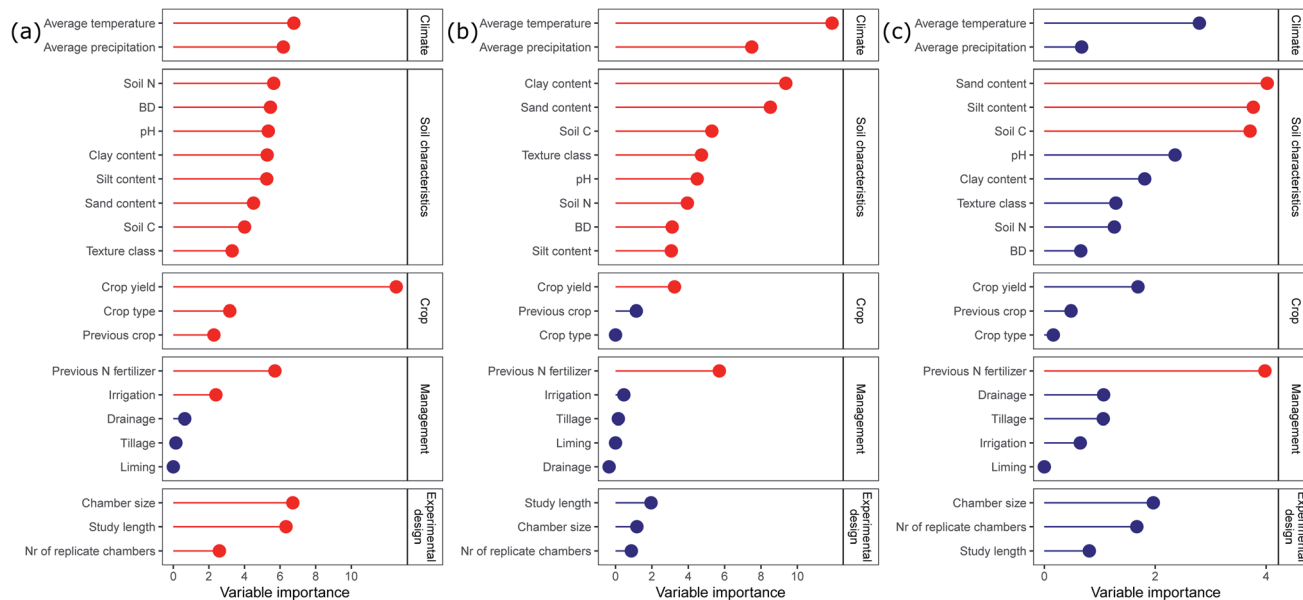 (a)
Average temperature
Average precipitation
Climate
Soil N
BD
pH
Clay content
Silt content
Sand content
Soil C
Texture class
Soil characteristics
Crop yield
Crop type
Previous crop
Crop
Previous N fertilizer
Irrigation
Drainage
Tillage
Liming
Management
Chamber size
Study length
Nr of replicate chambers
Experimental
design
0 2 4 6 8 10
Variable importance
(b)
Average temperature
Average precipitation
Climate
Clay content
Sand content
Soil C
Texture class
pH
Soil N
BD
Silt content
Soil characteristics
Crop yield
Previous crop
Crop type
Crop
Previous N fertilizer
Irrigation
Tillage
Liming
Drainage
Management
Study length
Chamber size
Nr of replicate chambers
Experimental
design
0 2 4 6 8 10
Variable importance
(c)
Average temperature
Average precipitation
Climate
Sand content
Silt content
Soil C
pH
Clay content
Texture class
Soil N
BD
Soil characteristics
Crop yield
Previous crop
Crop type
Crop
Previous N fertilizer
Drainage
Tillage
Irrigation
Liming
Management
Chamber size
Nr of replicate chambers
Study length
Experimental
design
0 2 4
Variable importance